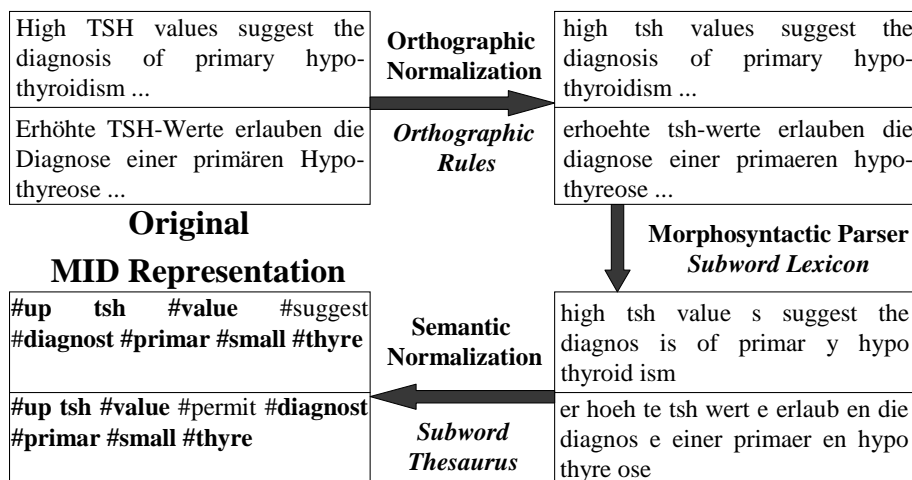 High TSH values suggest the
diagnosis of primary hypo-
thyroidism ...
Erhöhte TSH-Werte erlauben die
Diagnose einer primären Hypo-
thyreose ...
Original
Orthographic
Normalization
Orthographic
Rules
high tsh values suggest the
diagnosis of primary hypo-
thyroidism ...
erhoehte tsh-werte erlauben die
diagnose einer primaeren hypo-
thyreose ...
Morphosyntactic Parser
Subword Lexicon
high tsh value s suggest the
diagnos is of primar y hypo
thyroid ism
er hoeh te tsh wert e erlaub en die
diagnos e einer primaer en hypo
thyre ose
Semantic
Normalization
Subword
Thesaurus
MID Representation
#up tsh #value #suggest
#diagnost #primar #small #thyre
#up tsh #value #permit #diagnost
#primar #small #thyre